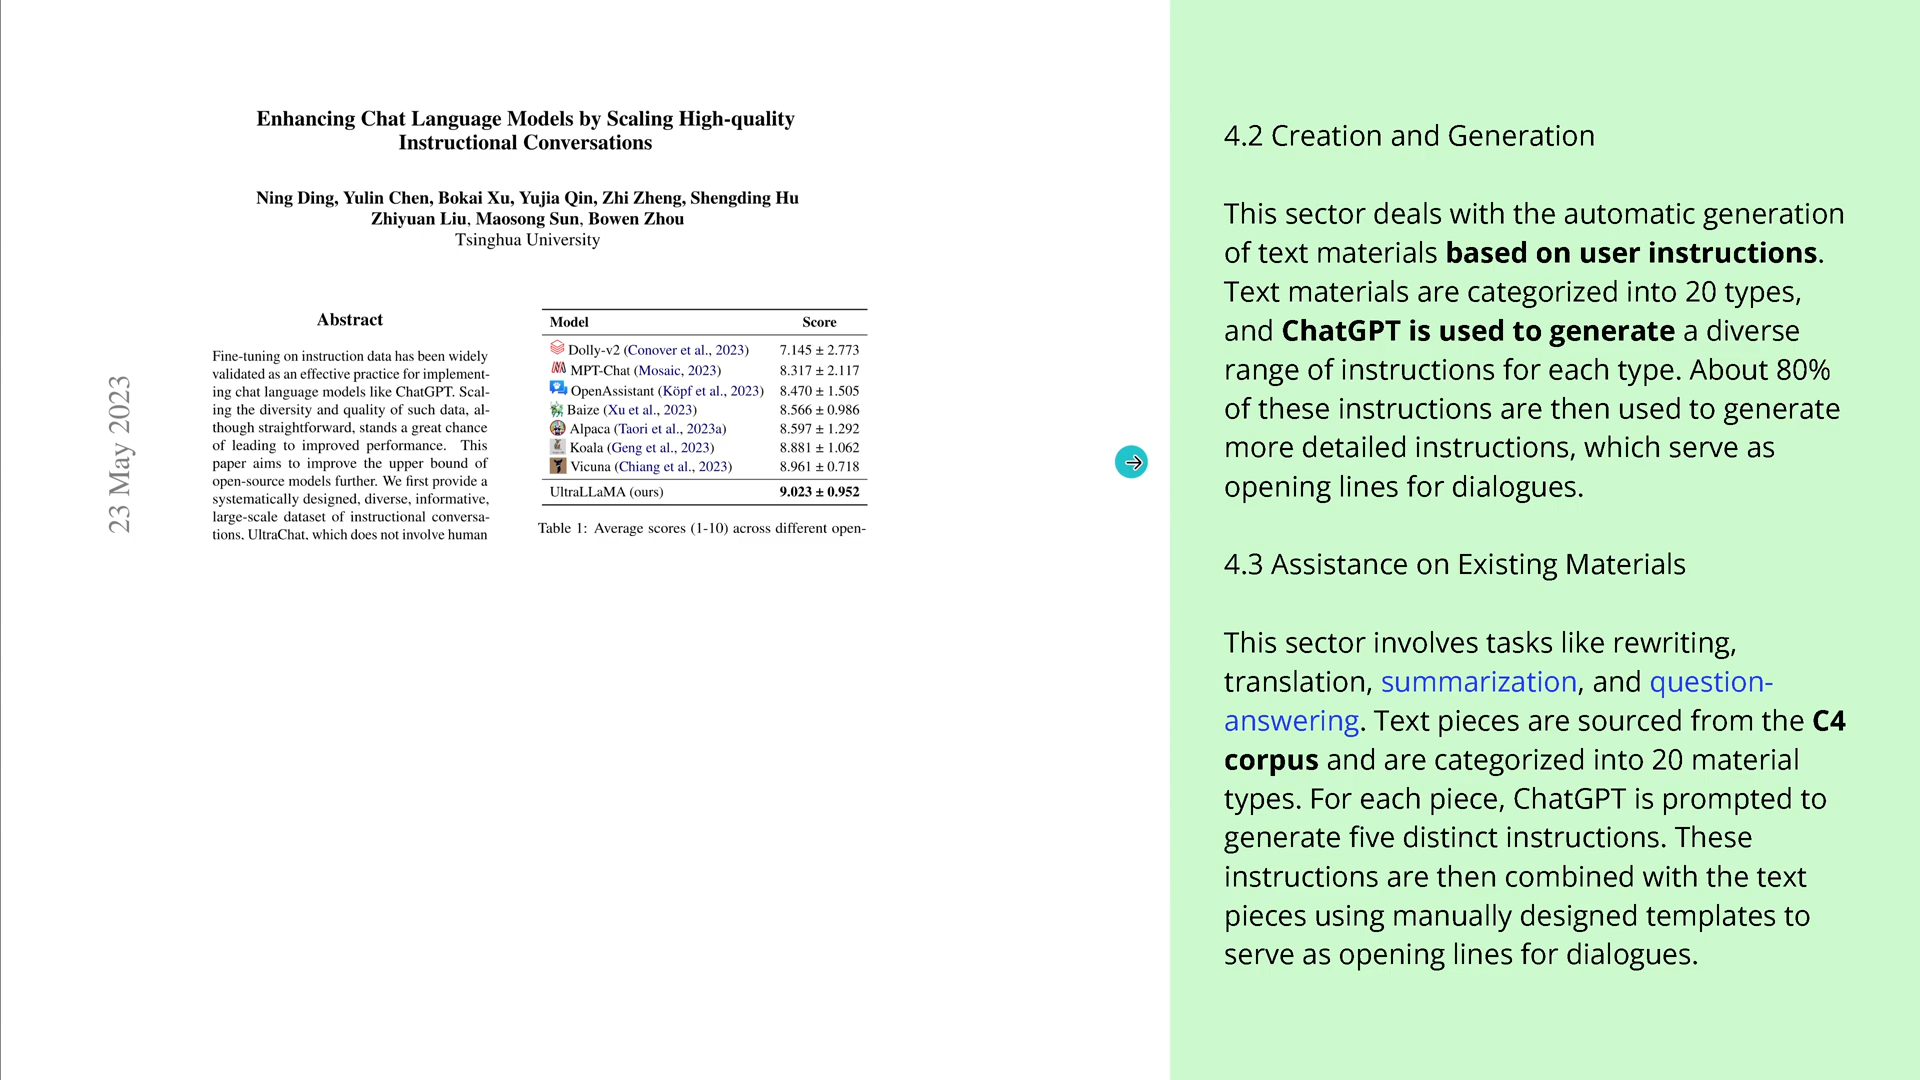 Enhancing Chat Language Models by Scaling High-quality
Instructional Conversations
Ning Ding, Yulin Chen, Bokai Xu, Yujia Qin, Zhi Zheng, Shengding Hu
Zhiyuan Liu, Maosong Sun, Bowen Zhou
Tsinghua University
23 May 2023
Abstract
Fine-tuning on instruction data has been widely
validated as an effective practice for implement-
ing chat language models like ChatGPT. Scal-
ing the diversity and quality of such data, al-
though straightforward, stands a great chance
of leading to improved performance. This
paper aims to improve the upper bound of
open-source models further. We first provide a
systematically designed, diverse, informative,
large-scale dataset of instructional conversa-
tions, UltraChat, which does not involve human
Model Score
Dolly-v2 (Conover et al., 2023) 7.145 ± 2.773
MPT-Chat (Mosaic, 2023) 8.317 ± 2.117
OpenAssistant (Köpf et al., 2023) 8.470 ± 1.505
Baize (Xu et al., 2023) 8.566 ± 0.986
Alpaca (Taori et al., 2023a) 8.597 ± 1.292
Koala (Geng et al., 2023) 8.881 ± 1.062
Vicuna (Chiang et al., 2023) 8.961 ± 0.718
UltraLLaMA (ours) 9.023 ± 0.952
Table 1: Average scores (1-10) across different open-
4.2 Creation and Generation
This sector deals with the automatic generation
of text materials based on user instructions.
Text materials are categorized into 20 types,
and ChatGPT is used to generate a diverse
range of instructions for each type. About 80%
of these instructions are then used to generate
more detailed instructions, which serve as
opening lines for dialogues.
4.3 Assistance on Existing Materials
This sector involves tasks like rewriting,
translation, summarization, and question-
answering. Text pieces are sourced from the C4
corpus and are categorized into 20 material
types. For each piece, ChatGPT is prompted to
generate five distinct instructions. These
instructions are then combined with the text
pieces using manually designed templates to
serve as opening lines for dialogues.